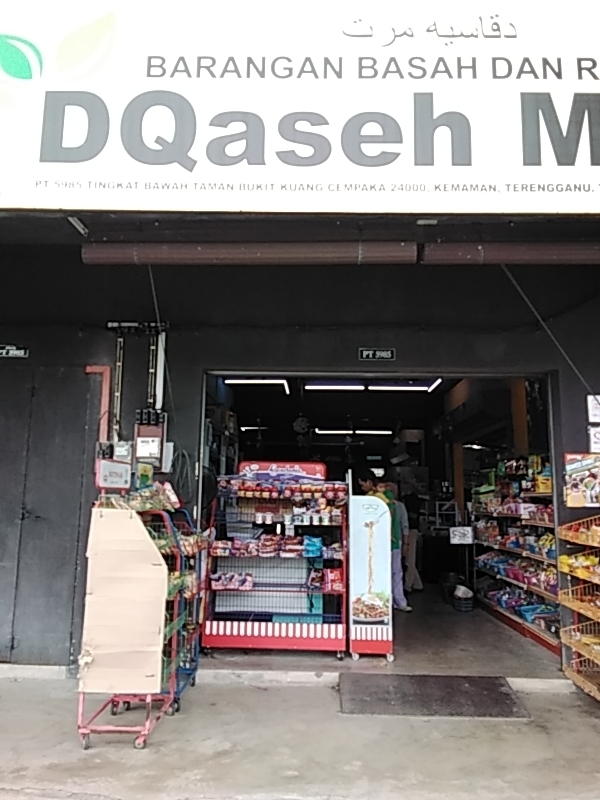 دقاسيه مرت
BARANGAN BASAH DAN R
DQaseh M
PT 5985 TINGKAT BAWAH TAMAN BUKIT KUANG CEMPAKA 24000, KEMAMAN, TERENGGANU.
PT 5985
PT 5985